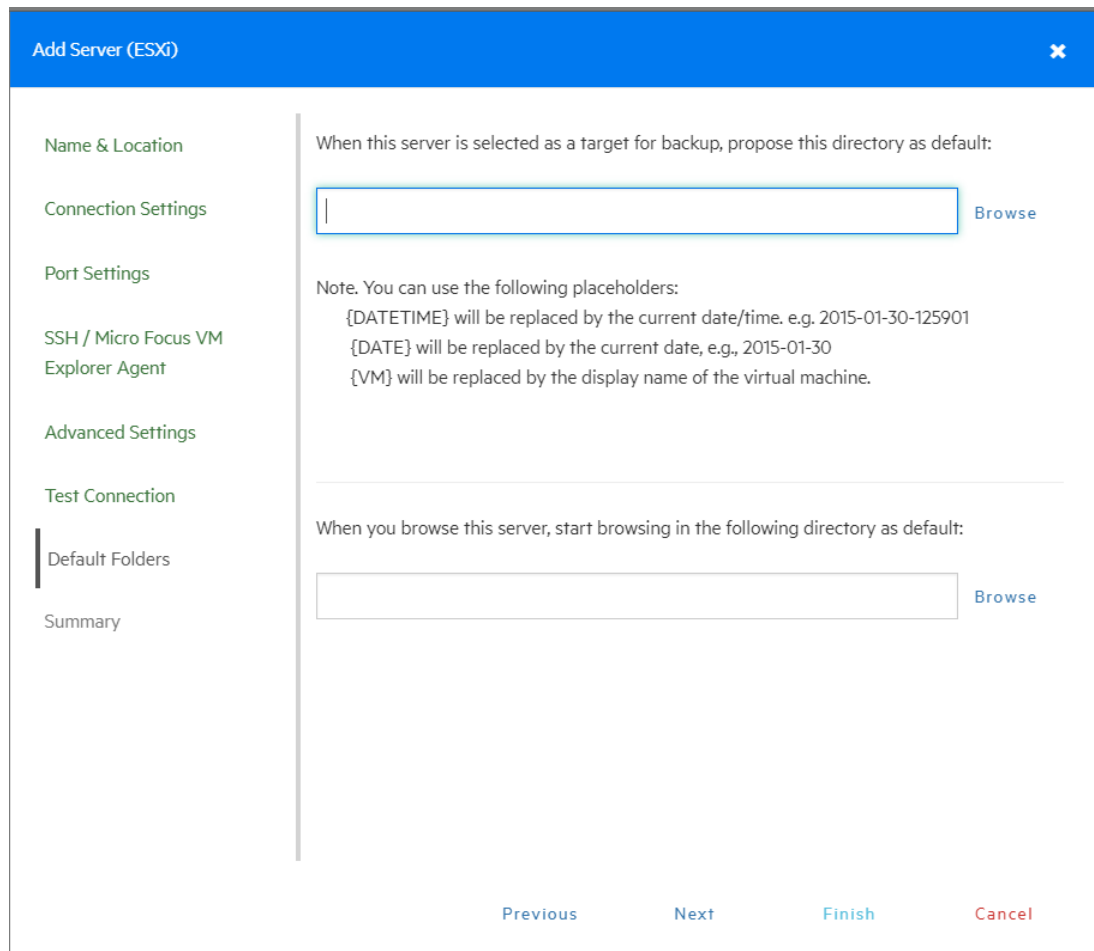 Add Server (ESXi)
Name & Location
Connection Settings
Port Settings
SSH / Micro Focus VM
Explorer Agent
Advanced Settings
Test Connection
Default Folders
Summary
When this server is selected as a target for backup, propose this directory as default:
Browse
Note. You can use the following placeholders:
{DATETIME} will be replaced by the current date/time. e.g. 2015-01-30-125901
{DATE} will be replaced by the current date, e.g., 2015-01-30
{VM} will be replaced by the display name of the virtual machine.
When you browse this server, start browsing in the following directory as default:
Browse
Previous Next Finish Cancel